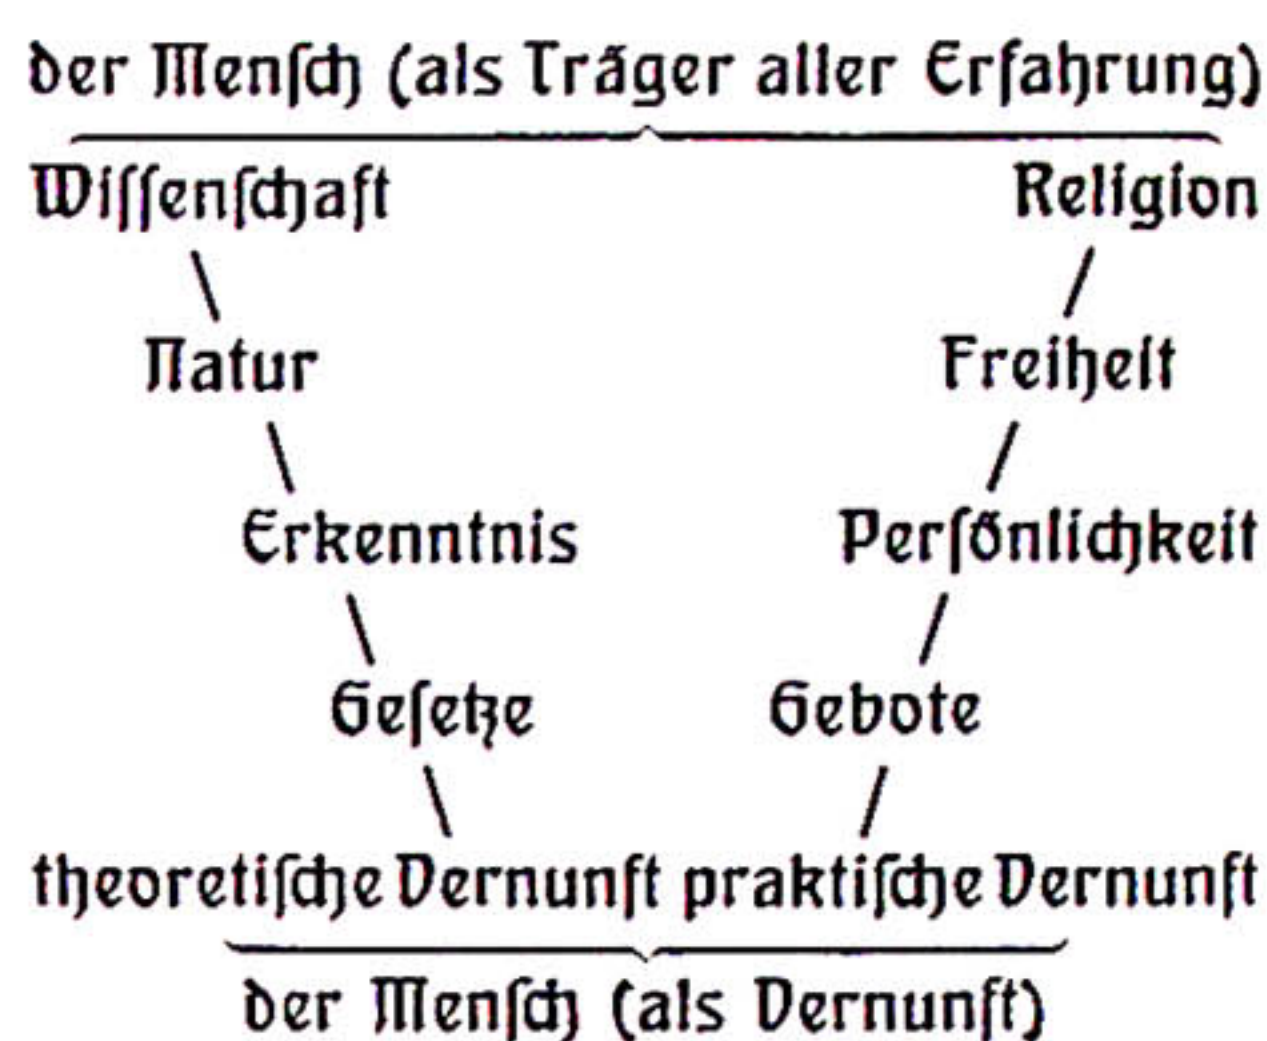 der Menſch (als Träger aller Erfahrung)
Wiſſenſchaft Religion
Natur Freiheit
Erkenntnis Perſönlichkeit
Geſetze Gebote
theoretiſche Vernunft praktiſche Vernunft
der Menſch (als Vernunft)